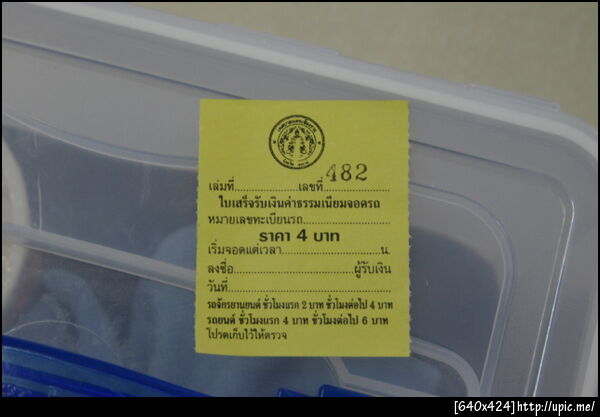 เล่มที่....................เลขที่....................
482
ใบเสร็จรับเงินค่าธรรมเนียมจอดรถ
หมายเลขทะเบียนรถ....................
ราคา 4 บาท
เริ่มจอดแต่เวลา....................น.
ลงชื่อ....................ผู้รับเงิน
วันที่....................
รถจักรยานยนต์ ชั่วโมงแรก 2 บาท ชั่วโมงต่อไป 4 บาท
รถยนต์ ชั่วโมงแรก 4 บาท ชั่วโมงต่อไป 6 บาท
โปรดเก็บไว้ให้ตรวจ
[640x424]http://upic.me/